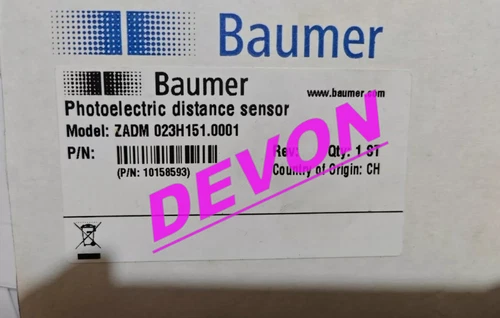 Baumer
Baumer
www.baumer.com
Photoelectric distance sensor
Model: ZADM 023H151.0001
P/N:
Rev: Qty: 1 ST
(P/N: 10158593)
Country of Origin: CH
DEVON